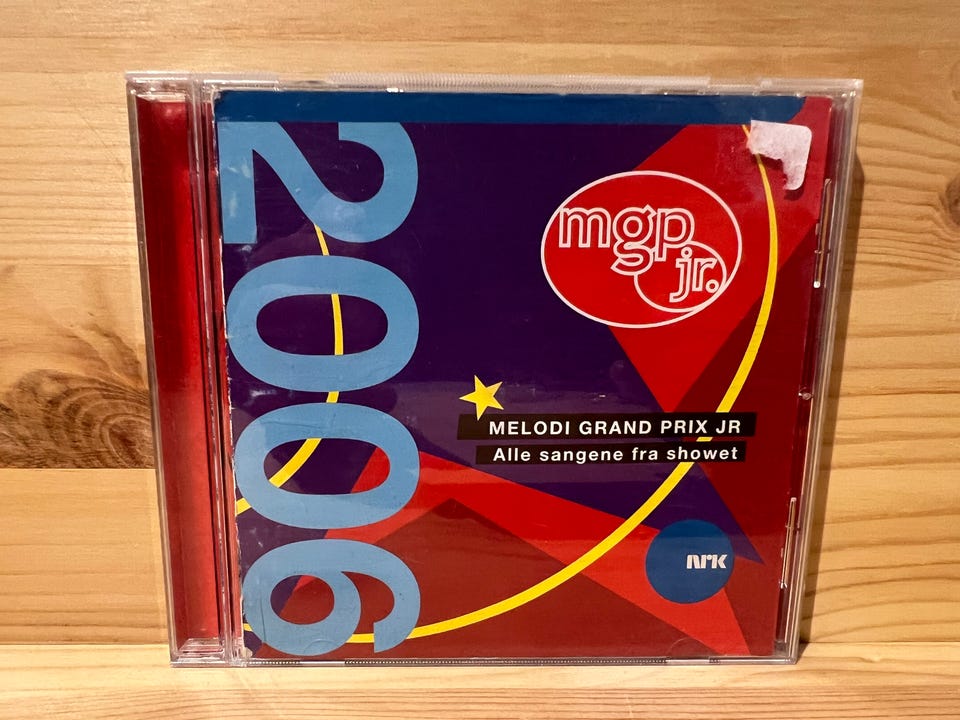 2006
mgp
jr.
MELODI GRAND PRIX JR
Alle sangene fra showet
NRK